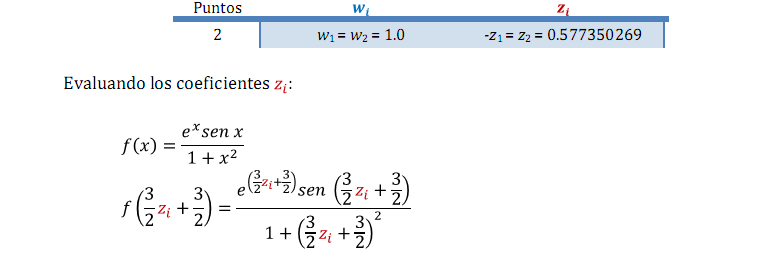 Puntos wᵢ zᵢ
2 w₁ = w₂ = 1.0 -z₁ = z₂ = 0.577350269
Evaluando los coeficientes zᵢ:
f(x) = (eˣ sen x)/(1 + x²)
f(3/2 zᵢ + 3/2) = (e^(3/2 zᵢ + 3/2) sen (3/2 zᵢ + 3/2))/(1 + (3/2 zᵢ + 3/2)²)